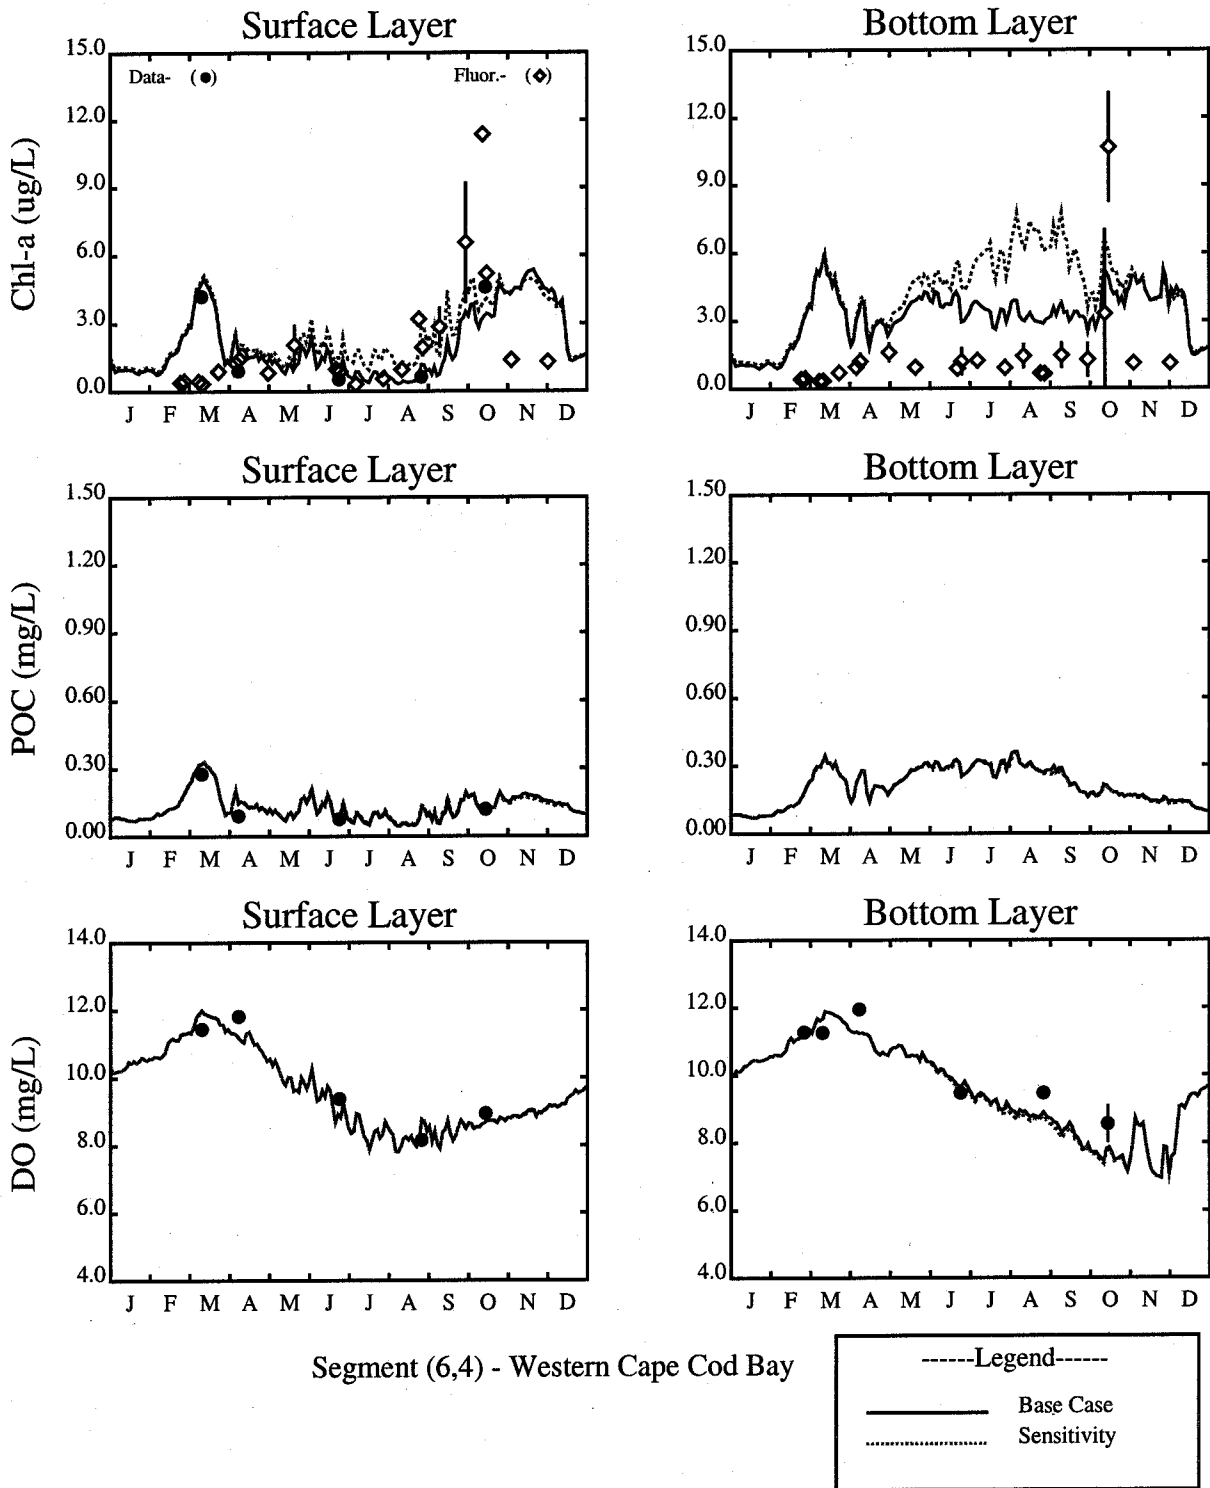 Surface Layer
Bottom Layer
Chl-a (ug/L)
15.0
12.0
9.0
6.0
3.0
0.0
Data- (●)
Fluor.- (◇)
J F M A M J J A S O N D
15.0
12.0
9.0
6.0
3.0
0.0
J F M A M J J A S O N D
Surface Layer
Bottom Layer
POC (mg/L)
1.50
1.20
0.90
0.60
0.30
0.00
J F M A M J J A S O N D
1.50
1.20
0.90
0.60
0.30
0.00
J F M A M J J A S O N D
Surface Layer
Bottom Layer
DO (mg/L)
14.0
12.0
10.0
8.0
6.0
4.0
J F M A M J J A S O N D
14.0
12.0
10.0
8.0
6.0
4.0
J F M A M J J A S O N D
Segment (6,4) - Western Cape Cod Bay
------Legend------
Base Case
Sensitivity